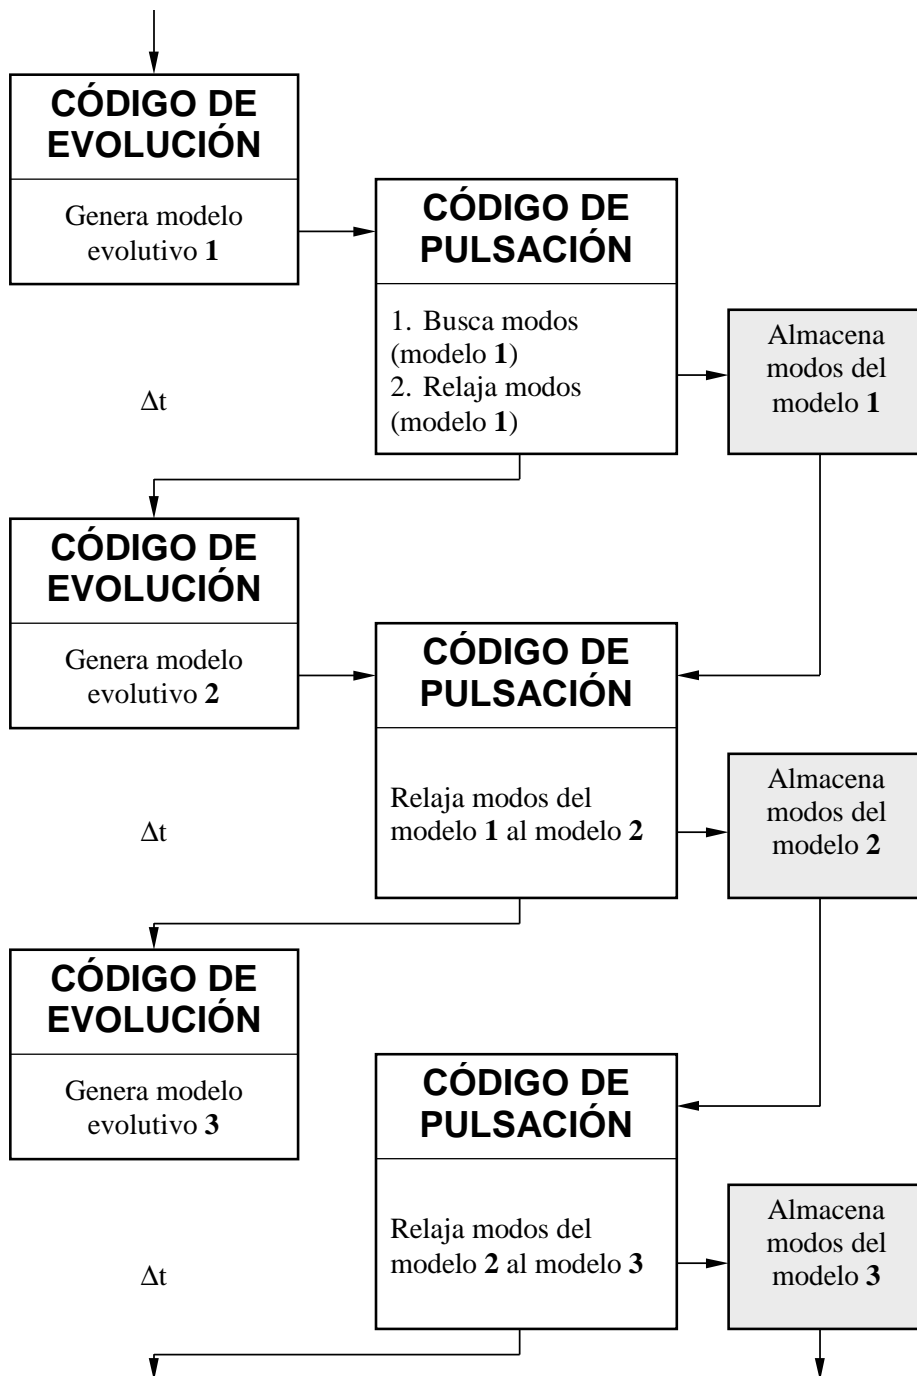 CÓDIGO DE
EVOLUCIÓN
Genera modelo
evolutivo 1
CÓDIGO DE
PULSACIÓN
1. Busca modos
(modelo 1)
2. Relaja modos
(modelo 1)
Almacena
modos del
modelo 1
Δt
CÓDIGO DE
EVOLUCIÓN
Genera modelo
evolutivo 2
CÓDIGO DE
PULSACIÓN
Relaja modos del
modelo 1 al modelo 2
Almacena
modos del
modelo 2
Δt
CÓDIGO DE
EVOLUCIÓN
Genera modelo
evolutivo 3
CÓDIGO DE
PULSACIÓN
Relaja modos del
modelo 2 al modelo 3
Almacena
modos del
modelo 3
Δt